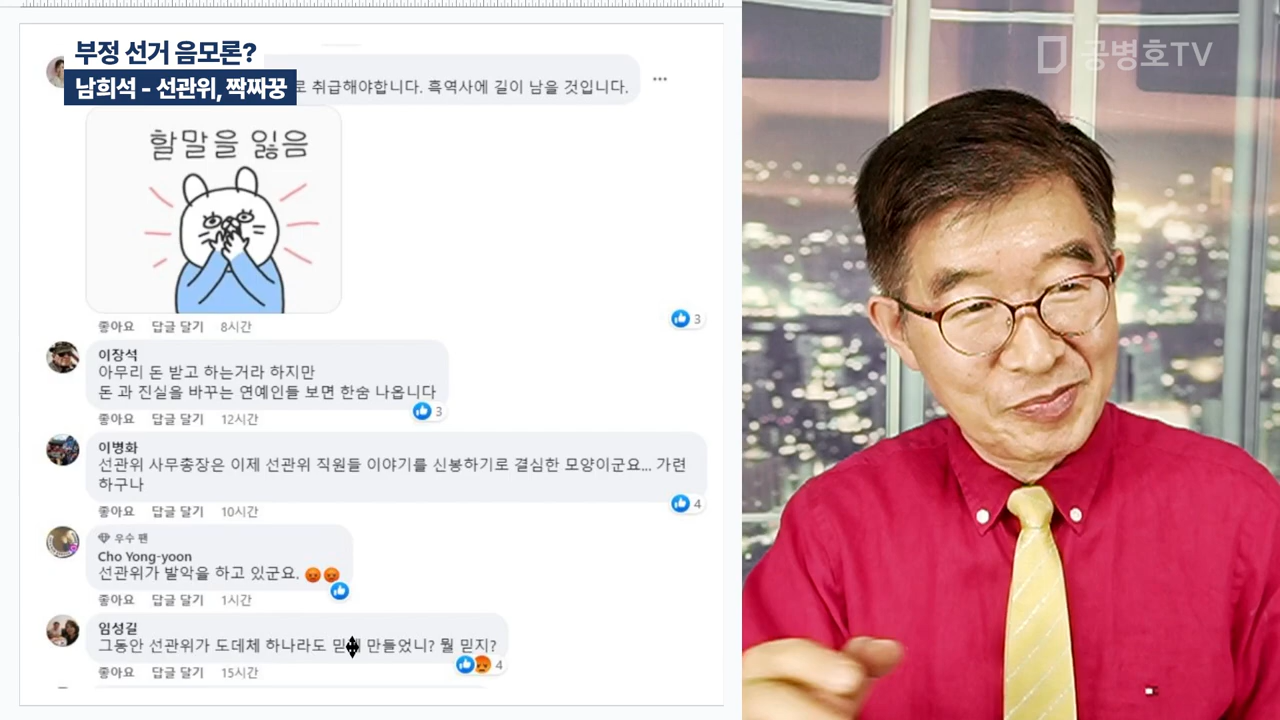 부정 선거 음모론?
남희석 - 선관위, 짝짜꿍
로 취급해야합니다. 흑역사에 길이 남을 것입니다.
공병호TV
할말을 잃음
좋아요 답글 달기 8시간
3
이장석
아무리 돈 받고 하는거라 하지만
돈 과 진실을 바꾸는 연예인들 보면 한숨 나옵니다
3
좋아요 답글 달기 12시간
이병화
선관위 사무총장은 이제 선관위 직원들 이야기를 신봉하기로 결심한 모양이군요... 가련
하구나
4
좋아요 답글 달기 10시간
우수 팬
Cho Yong-yoon
선관위가 발악을 하고 있군요.
좋아요 답글 달기 1시간
임성길
그동안 선관위가 도데체 하나라도 믿 만들었니? 뭘 믿지?
4
좋아요 답글 달기 15시간